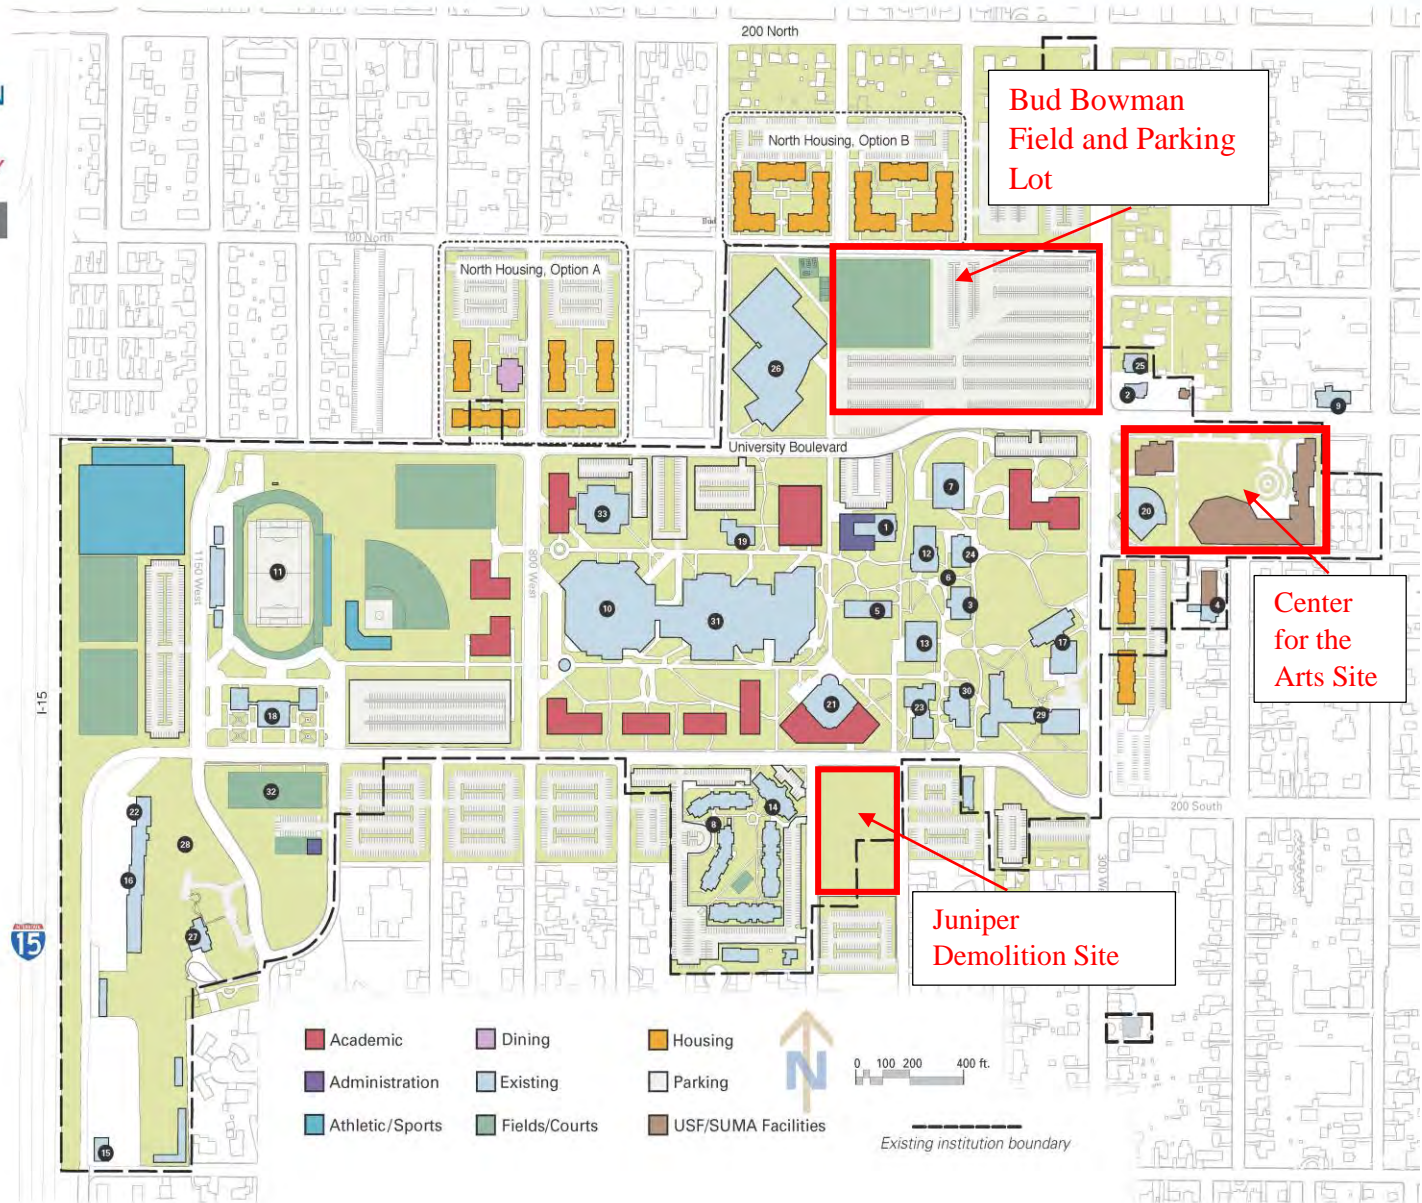 200 North
Bud Bowman
Field and Parking
Lot
North Housing, Option B
100 North
North Housing, Option A
26
25
2
9
University Boulevard
7
20
33
1
19
12
24
11
1150 West
800 West
6
10
31
5
3
4
13
17
Center
for the
Arts Site
I-15
21
23
30
29
18
32
22
14
8
200 South
28
16
300 W
27
15
Juniper
Demolition Site
Academic
Dining
Housing
Administration
Existing
Parking
Athletic/Sports
Fields/Courts
USF/SUMA Facilities
N
0 100 200 400 ft.
Existing institution boundary
15